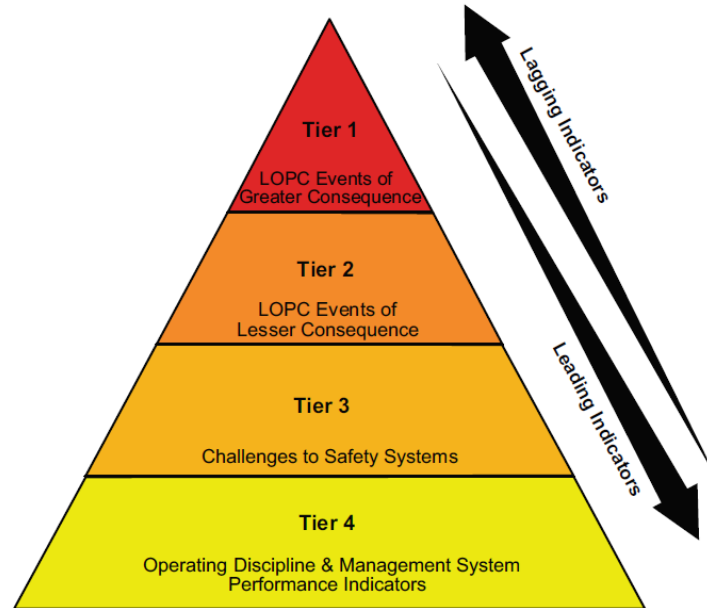 Tier 1
LOPC Events of
Greater Consequence
Tier 2
LOPC Events of
Lesser Consequence
Tier 3
Challenges to Safety Systems
Tier 4
Operating Discipline & Management System
Performance Indicators
Lagging Indicators
Leading Indicators